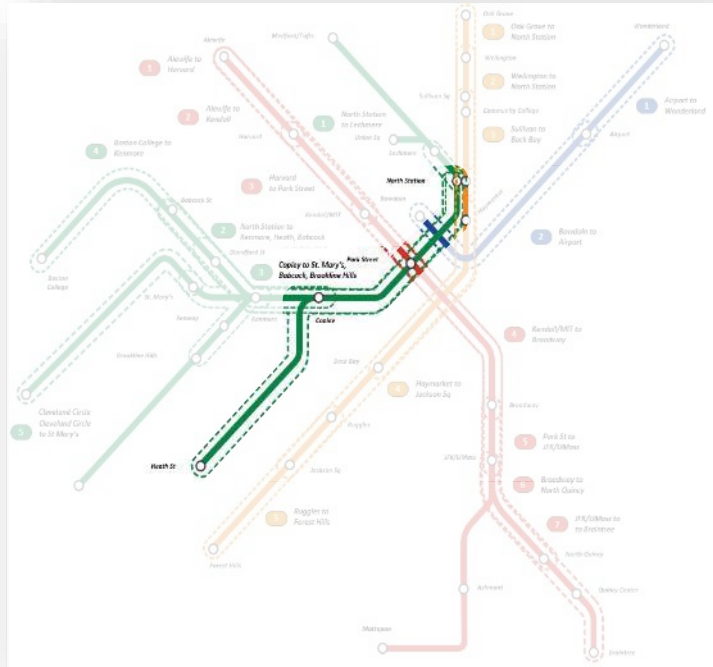 Oak Grove
Wonderland
Medford/Tufts
Alewife
1
Oak Grove to
North Station
1
Alewife to
Harvard
Wellington
2
Wellington to
North Station
Sullivan Sq
1
Airport to
Wonderland
2
Alewife to
Kendall
Community College
1
North Station
to Lechmere
3
Sullivan to
Back Bay
Airport
Harvard
Union Sq
4
Boston College to
Kenmore
Lechmere
3
Harvard
to Park Street
North Station
Babcock St
Bowdoin
Haymarket
Kendall/MIT
2
North Station to
Kenmore, Heath, Babcock
2
Bowdoin to
Airport
Park Street
3
Copley to St. Mary's,
Babcock, Brookline Hills
Boston
College
St. Mary's
Fenway
Kenmore
Copley
4
Kendall/MIT to
Broadway
Brookline Hills
Back Bay
4
Haymarket to
Jackson Sq
Broadway
5
Cleveland Circle
Cleveland Circle
to St Mary's
Ruggles
5
Park St to
JFK/UMass
JFK/UMass
Heath St
Jackson Sq
6
Broadway to
North Quincy
5
Ruggles to
Forest Hills
7
JFK/UMass to
to Braintree
North Quincy
Forest Hills
Ashmont
Quincy Center
Mattapan
Braintree